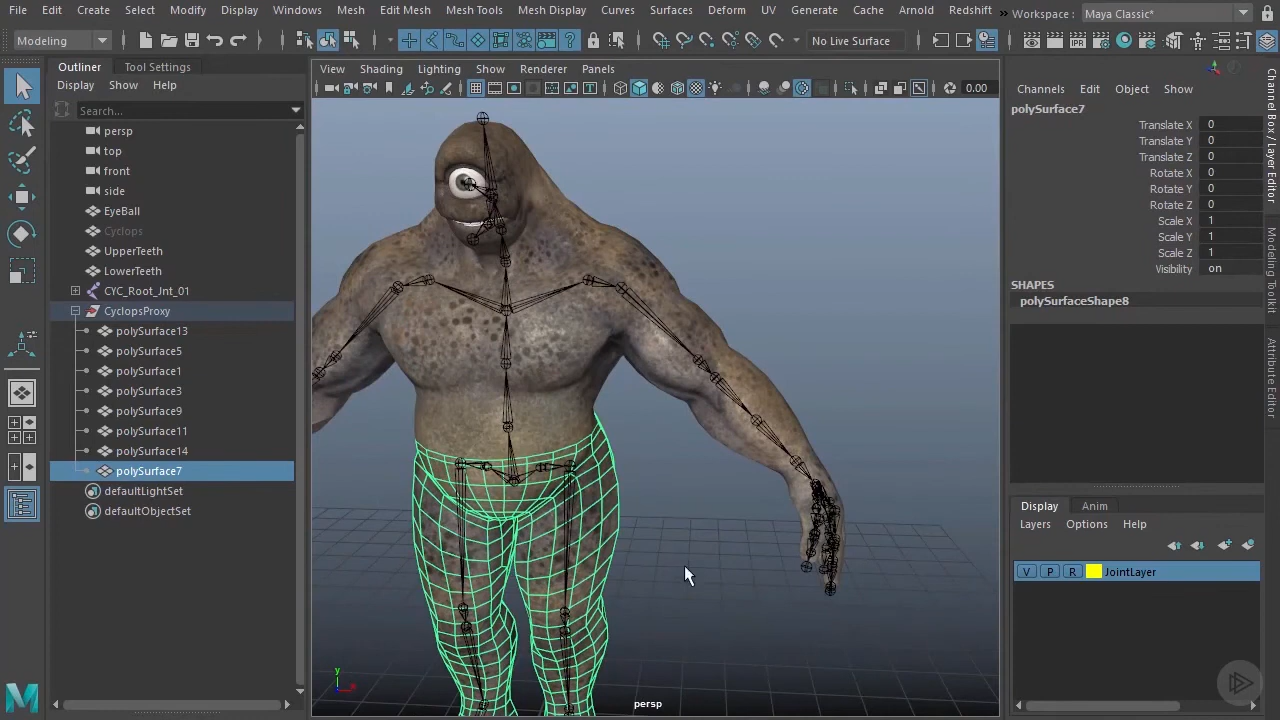 File Edit Create Select Modify Display Windows Mesh Edit Mesh Mesh Tools Mesh Display Curves Surfaces Deform UV Generate Cache Arnold Redshift » Workspace : Maya Classic*
Modeling No Live Surface
Outliner Tool Settings
Display Show Help
Search...
persp
top
front
side
EyeBall
Cyclops
UpperTeeth
LowerTeeth
CYC_Root_Jnt_01
CyclopsProxy
polySurface13
polySurface5
polySurface1
polySurface3
polySurface9
polySurface11
polySurface14
polySurface7
defaultLightSet
defaultObjectSet
View Shading Lighting Show Renderer Panels
0.00
y
x
persp
Channels Edit Object Show
polySurface7
Translate X 0
Translate Y 0
Translate Z 0
Rotate X 0
Rotate Y 0
Rotate Z 0
Scale X 1
Scale Y 1
Scale Z 1
Visibility on
SHAPES
polySurfaceShape8
Display Anim
Layers Options Help
V P R JointLayer
Channel Box / Layer Editor
Attribute Editor
IPR
M